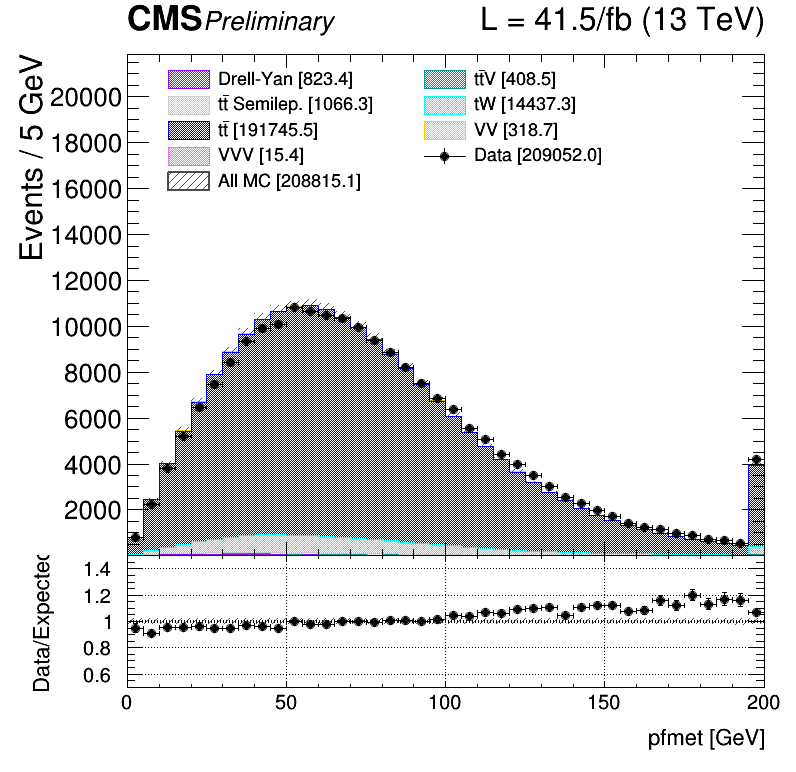 CMS Preliminary L = 41.5/fb (13 TeV)
Events / 5 GeV
20000
18000
16000
14000
12000
10000
8000
6000
4000
2000
Drell-Yan [823.4]
tt̄ Semilep. [1066.3]
tt̄ [191745.5]
VVV [15.4]
All MC [208815.1]
tt̄V [408.5]
tW [14437.3]
VV [318.7]
Data [209052.0]
Data/Expected
1.4
1.2
1
0.8
0.6
0 50 100 150 200
pfmet [GeV]